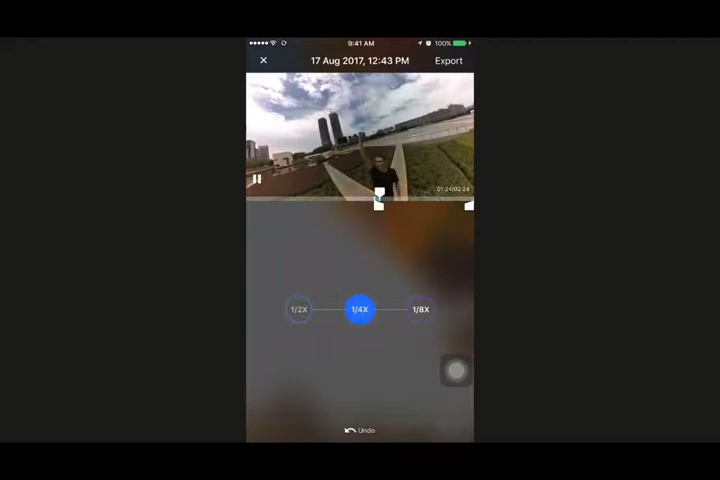 9:41 AM
100%
17 Aug 2017, 12:43 PM
Export
01:24/02:24
1/2X
1/4X
1/8X
Undo